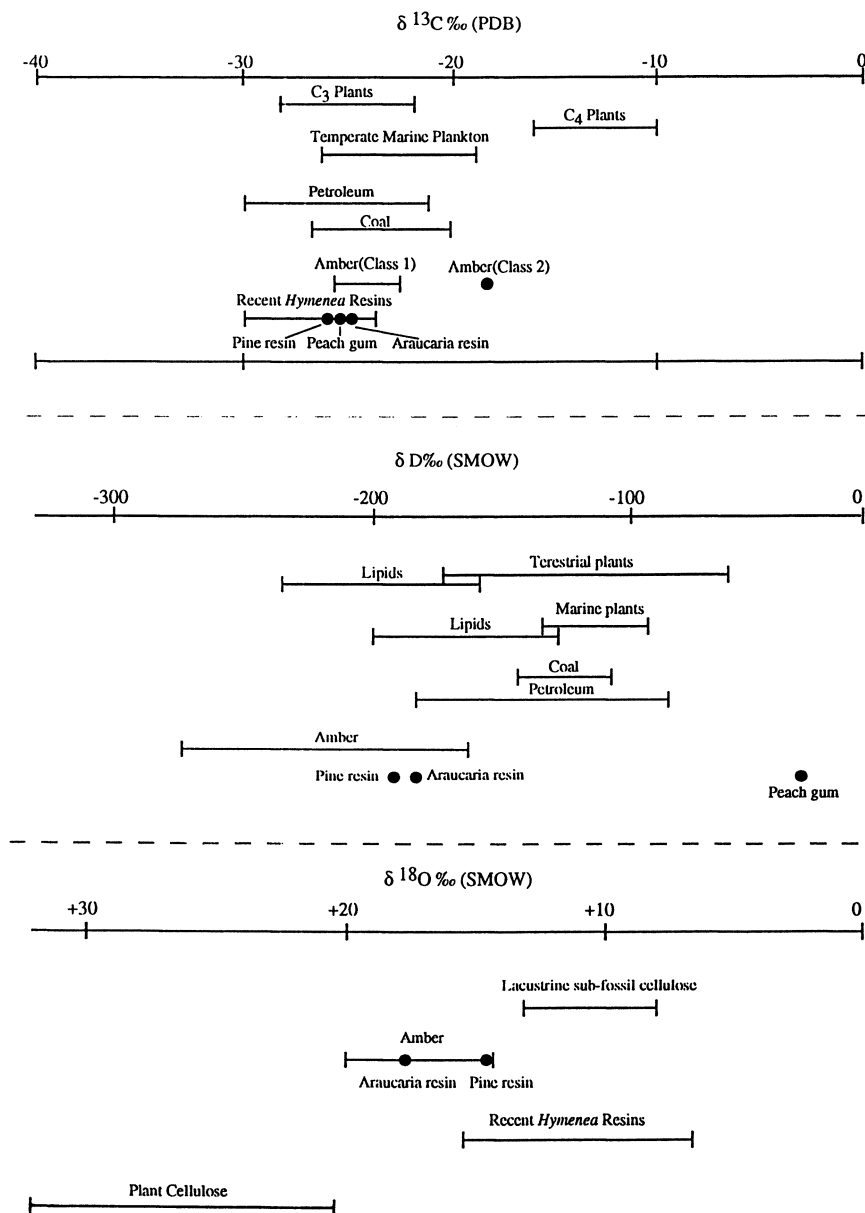 δ 13C ‰ (PDB)
-40 -30 -20 -10 0
C3 Plants
C4 Plants
Temperate Marine Plankton
Petroleum
Coal
Amber(Class 1) Amber(Class 2)
Recent Hymenea Resins
Pine resin Peach gum Araucaria resin
δ D‰ (SMOW)
-300 -200 -100 0
Lipids Terestrial plants
Lipids Marine plants
Coal
Petroleum
Amber
Pine resin Araucaria resin
Peach gum
δ 18O ‰ (SMOW)
+30 +20 +10 0
Lacustrine sub-fossil cellulose
Amber
Araucaria resin Pine resin
Recent Hymenea Resins
Plant Cellulose